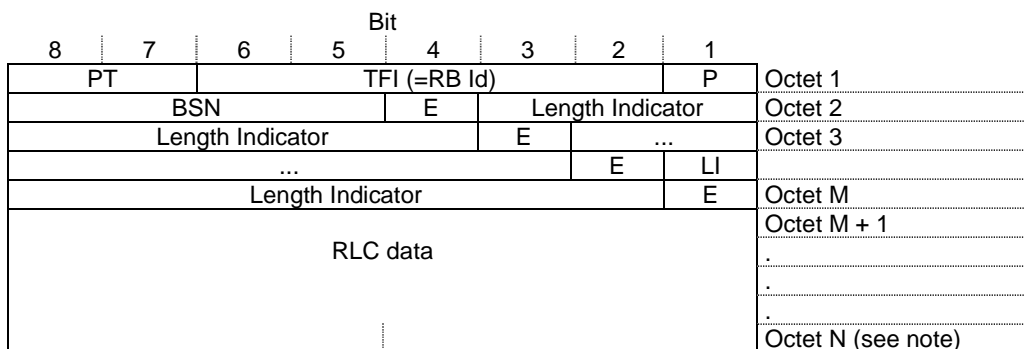 Bit
8 7 6 5 4 3 2 1
PT TFI (=RB Id) P Octet 1
BSN E Length Indicator Octet 2
Length Indicator E ... Octet 3
... E LI
Length Indicator E Octet M
Octet M + 1
RLC data .
.
.
Octet N (see note)